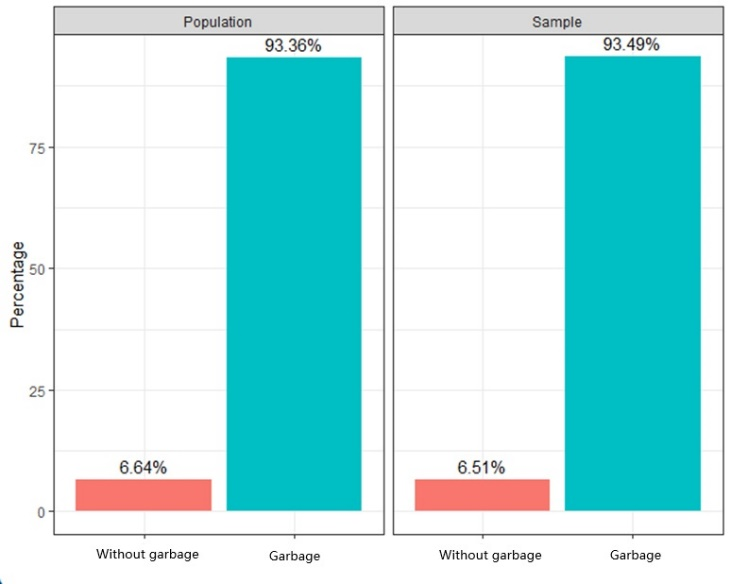 Population
Sample
93.36%
93.49%
75
50
25
0
Percentage
6.64%
6.51%
Without garbage
Garbage
Without garbage
Garbage